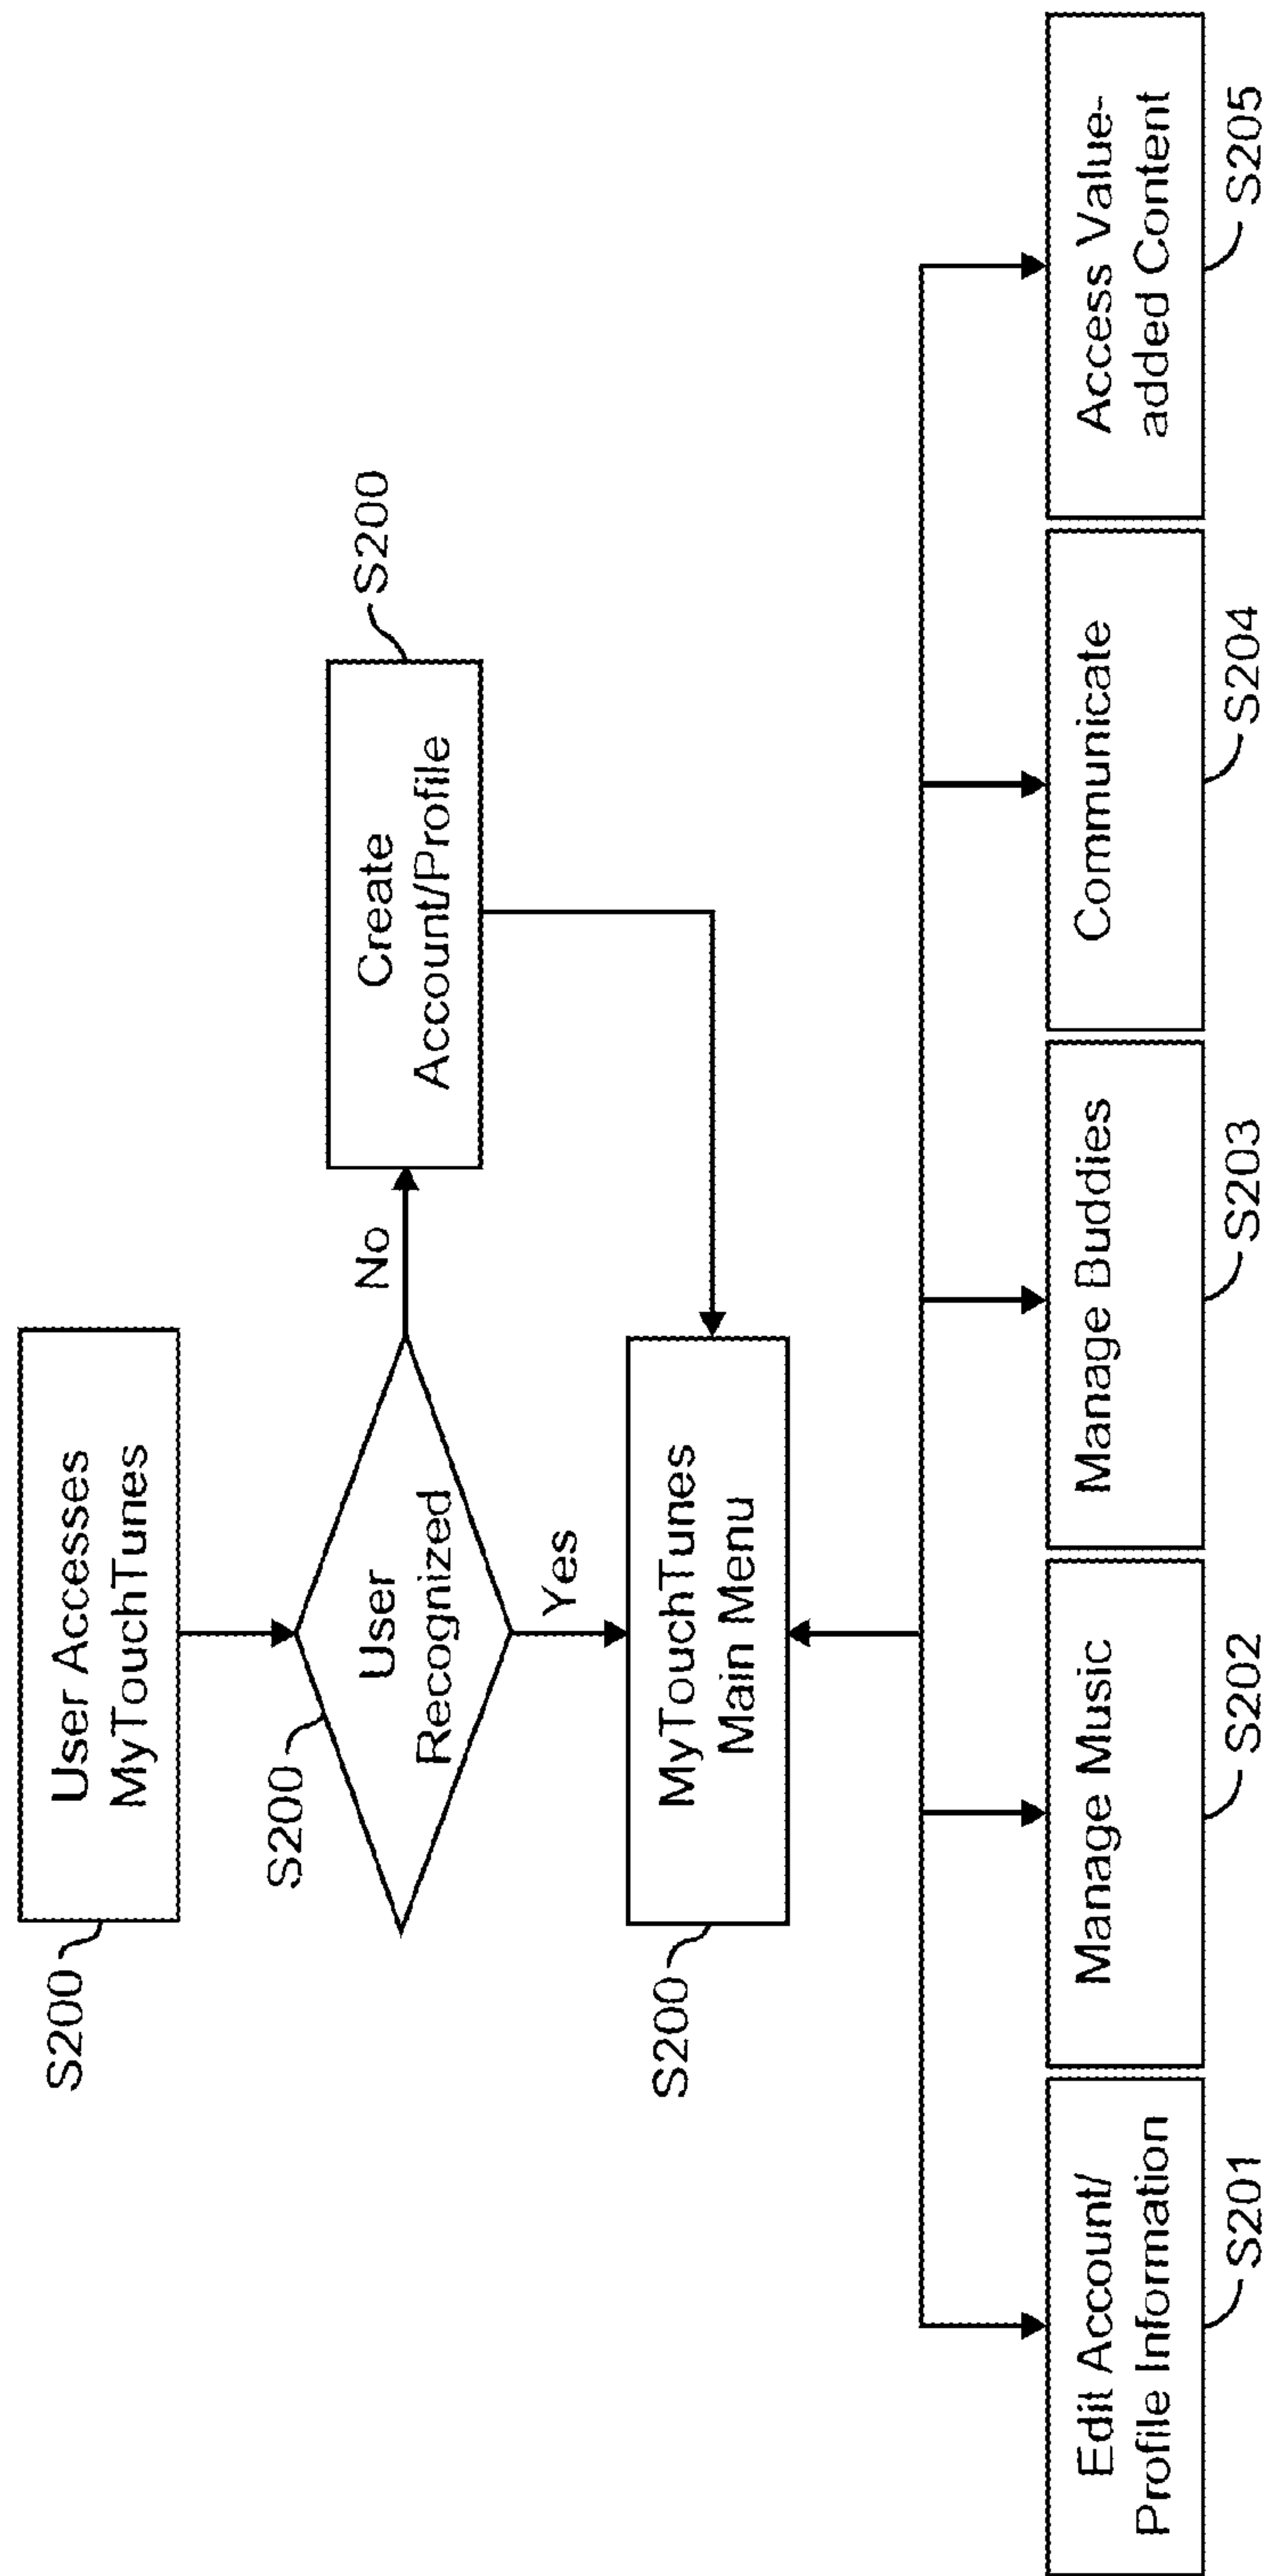 User Accesses
MyTouchTunes
S200
S200
User
Recognized
No
Create
Account/Profile
S200
Yes
MyTouchTunes
Main Menu
S200
Edit Account/
Profile Information
Manage Music
Manage Buddies
Communicate
Access Value-
added Content
S201
S202
S203
S204
S205